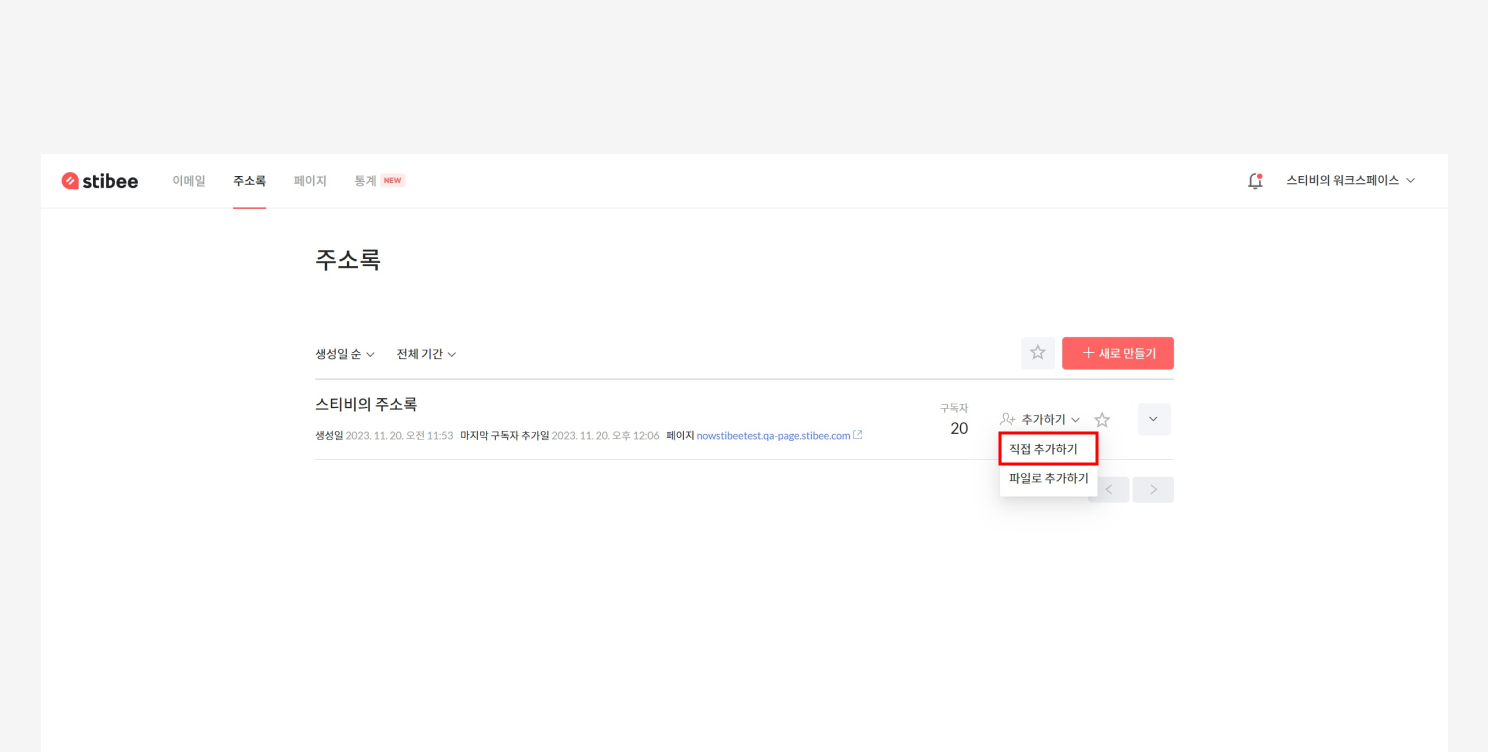 stibee 이메일 주소록 페이지 통계 NEW 스티비의 워크스페이스
주소록
생성일 순 전체 기간 + 새로 만들기
스티비의 주소록 구독자 추가하기
생성일 2023. 11. 20. 오전 11:53 마지막 구독자 추가일 2023. 11. 20. 오후 12:06 페이지 nowstibeetest.qa-page.stibee.com 20
직접 추가하기
파일로 추가하기